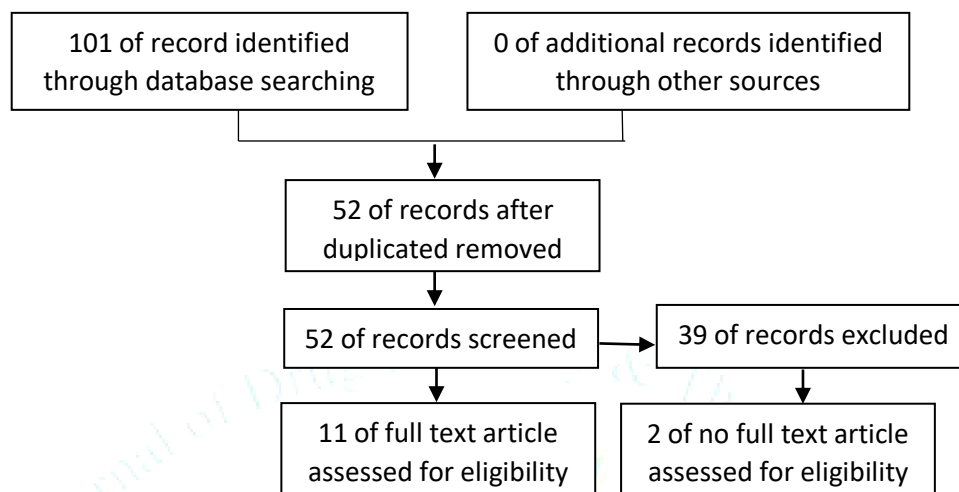 101 of record identified
through database searching
0 of additional records identified
through other sources
52 of records after
duplicated removed
52 of records screened
39 of records excluded
11 of full text article
assessed for eligibility
2 of no full text article
assessed for eligibility